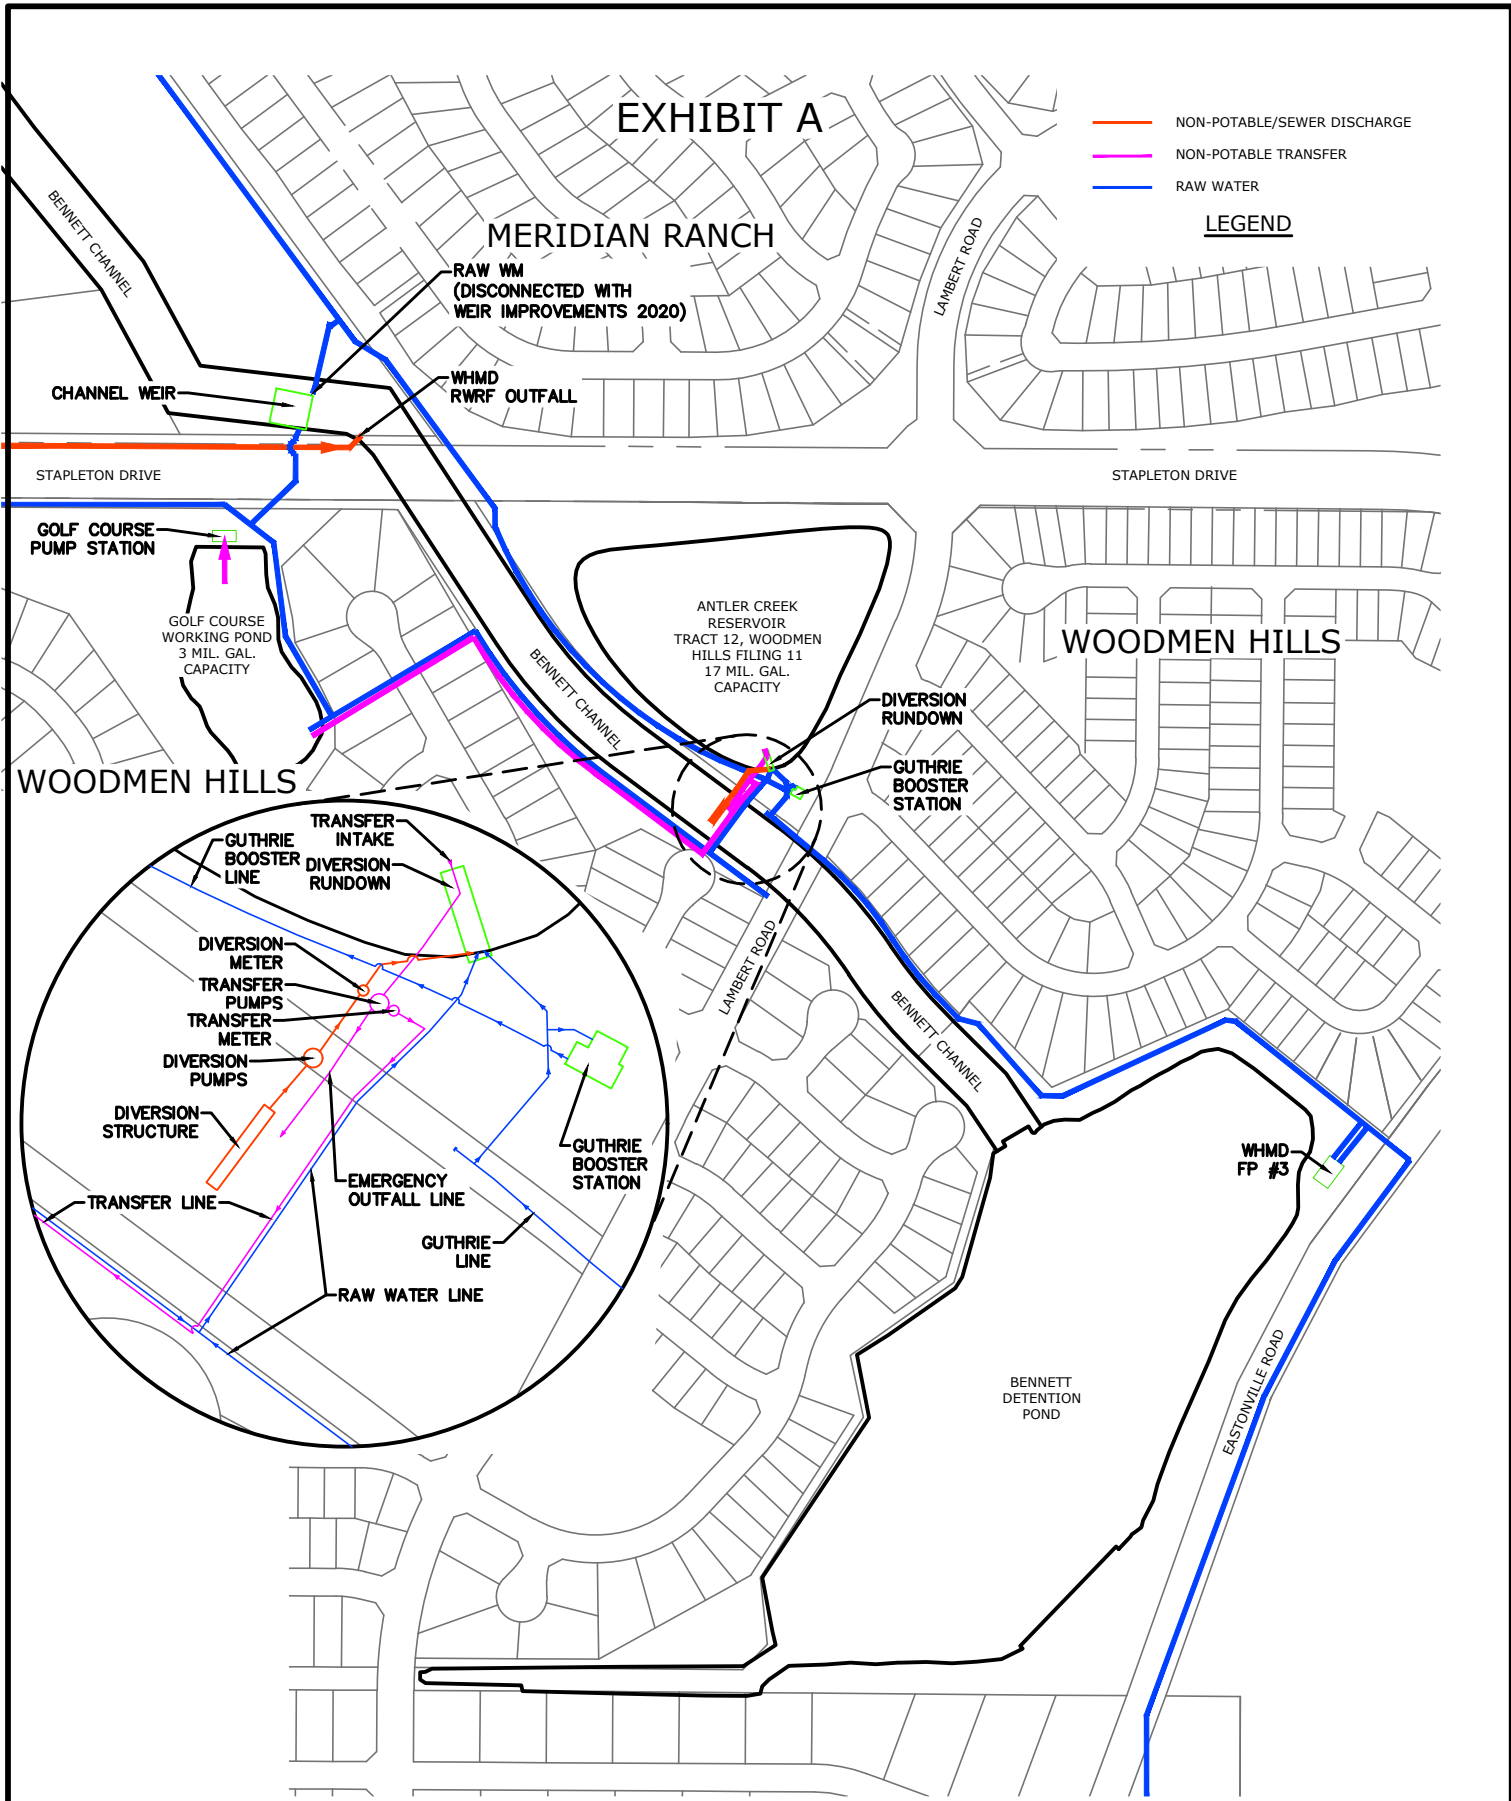 EXHIBIT A
NON-POTABLE/SEWER DISCHARGE
NON-POTABLE TRANSFER
RAW WATER
LEGEND
BENNETT CHANNEL
MERIDIAN RANCH
LAMBERT ROAD
RAW WM
(DISCONNECTED WITH
WEIR IMPROVEMENTS 2020)
CHANNEL WEIR
WHMD
RWRF OUTFALL
STAPLETON DRIVE
STAPLETON DRIVE
GOLF COURSE
PUMP STATION
GOLF COURSE
WORKING POND
3 MIL. GAL.
CAPACITY
ANTLER CREEK
RESERVOIR
TRACT 12, WOODMEN
HILLS FILING 11
17 MIL. GAL.
CAPACITY
WOODMEN HILLS
BENNETT CHANNEL
DIVERSION
RUNDOWN
GUTHRIE
BOOSTER
STATION
WOODMEN HILLS
TRANSFER
INTAKE
GUTHRIE
BOOSTER
LINE
DIVERSION
RUNDOWN
DIVERSION
METER
TRANSFER
PUMPS
TRANSFER
METER
DIVERSION
PUMPS
DIVERSION
STRUCTURE
TRANSFER LINE
EMERGENCY
OUTFALL LINE
GUTHRIE
BOOSTER
STATION
GUTHRIE
LINE
RAW WATER LINE
LAMBERT ROAD
BENNETT CHANNEL
WHMD
FP #3
BENNETT
DETENTION
POND
EASTONVILLE ROAD